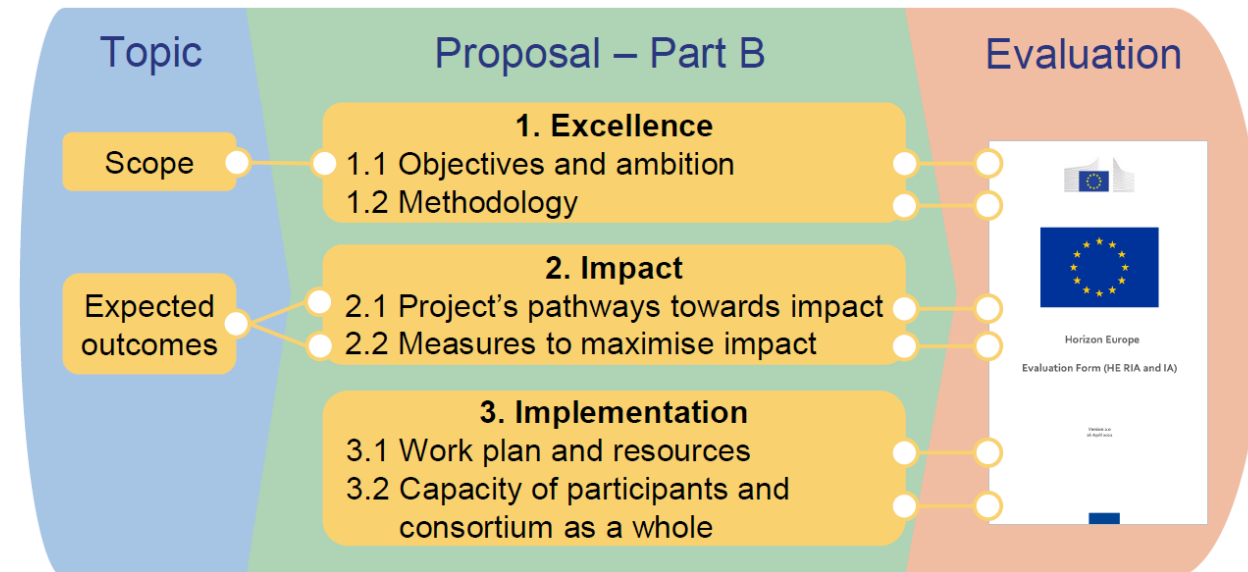 Topic
Proposal – Part B
Evaluation
Scope
1. Excellence
1.1 Objectives and ambition
1.2 Methodology
Expected
outcomes
2. Impact
2.1 Project's pathways towards impact
2.2 Measures to maximise impact
3. Implementation
3.1 Work plan and resources
3.2 Capacity of participants and
consortium as a whole
Horizon Europe
Evaluation Form (HE RIA and IA)